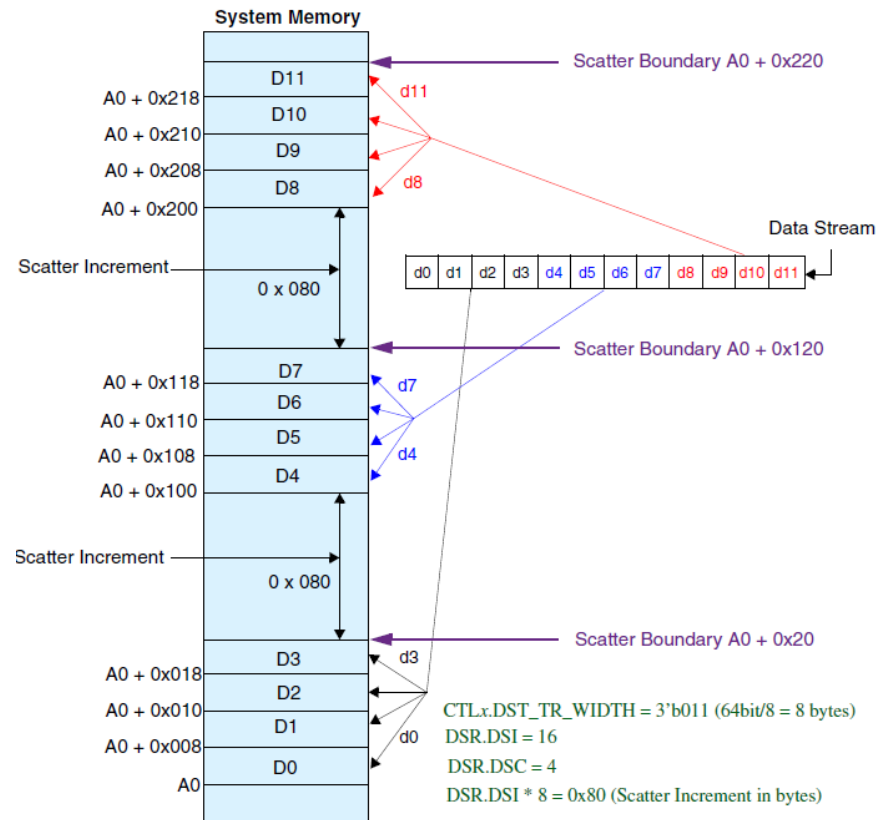 System Memory
Scatter Boundary A0 + 0x220
D11
d11
A0 + 0x218
D10
A0 + 0x210
D9
A0 + 0x208
D8
d8
A0 + 0x200
Data Stream
Scatter Increment
0 x 080
d0 d1 d2 d3 d4 d5 d6 d7 d8 d9 d10 d11
Scatter Boundary A0 + 0x120
D7
d7
A0 + 0x118
D6
A0 + 0x110
D5
d4
A0 + 0x108
D4
A0 + 0x100
Scatter Increment
0 x 080
Scatter Boundary A0 + 0x20
D3
d3
A0 + 0x018
D2
A0 + 0x010
D1
d0
A0 + 0x008
D0
A0
CTLx.DST_TR_WIDTH = 3'b011 (64bit/8 = 8 bytes)
DSR.DSI = 16
DSR.DSC = 4
DSR.DSI * 8 = 0x80 (Scatter Increment in bytes)